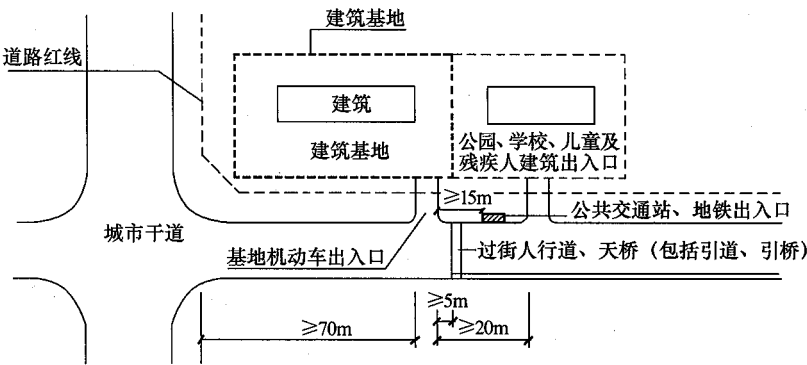 建筑基地
道路红线
建筑
建筑基地
公园、学校、儿童及
残疾人建筑出入口
≥15m
公共交通站、地铁出入口
城市干道
基地机动车出入口
过街人行道、天桥（包括引道、引桥）
≥5m
≥70m
≥20m